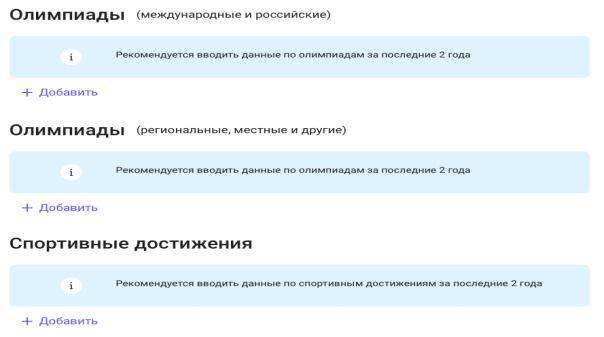 Олимпиады (международные и российские)
i Рекомендуется вводить данные по олимпиадам за последние 2 года
+ Добавить
Олимпиады (региональные, местные и другие)
i Рекомендуется вводить данные по олимпиадам за последние 2 года
+ Добавить
Спортивные достижения
i Рекомендуется вводить данные по спортивным достижениям за последние 2 года
+ Добавить